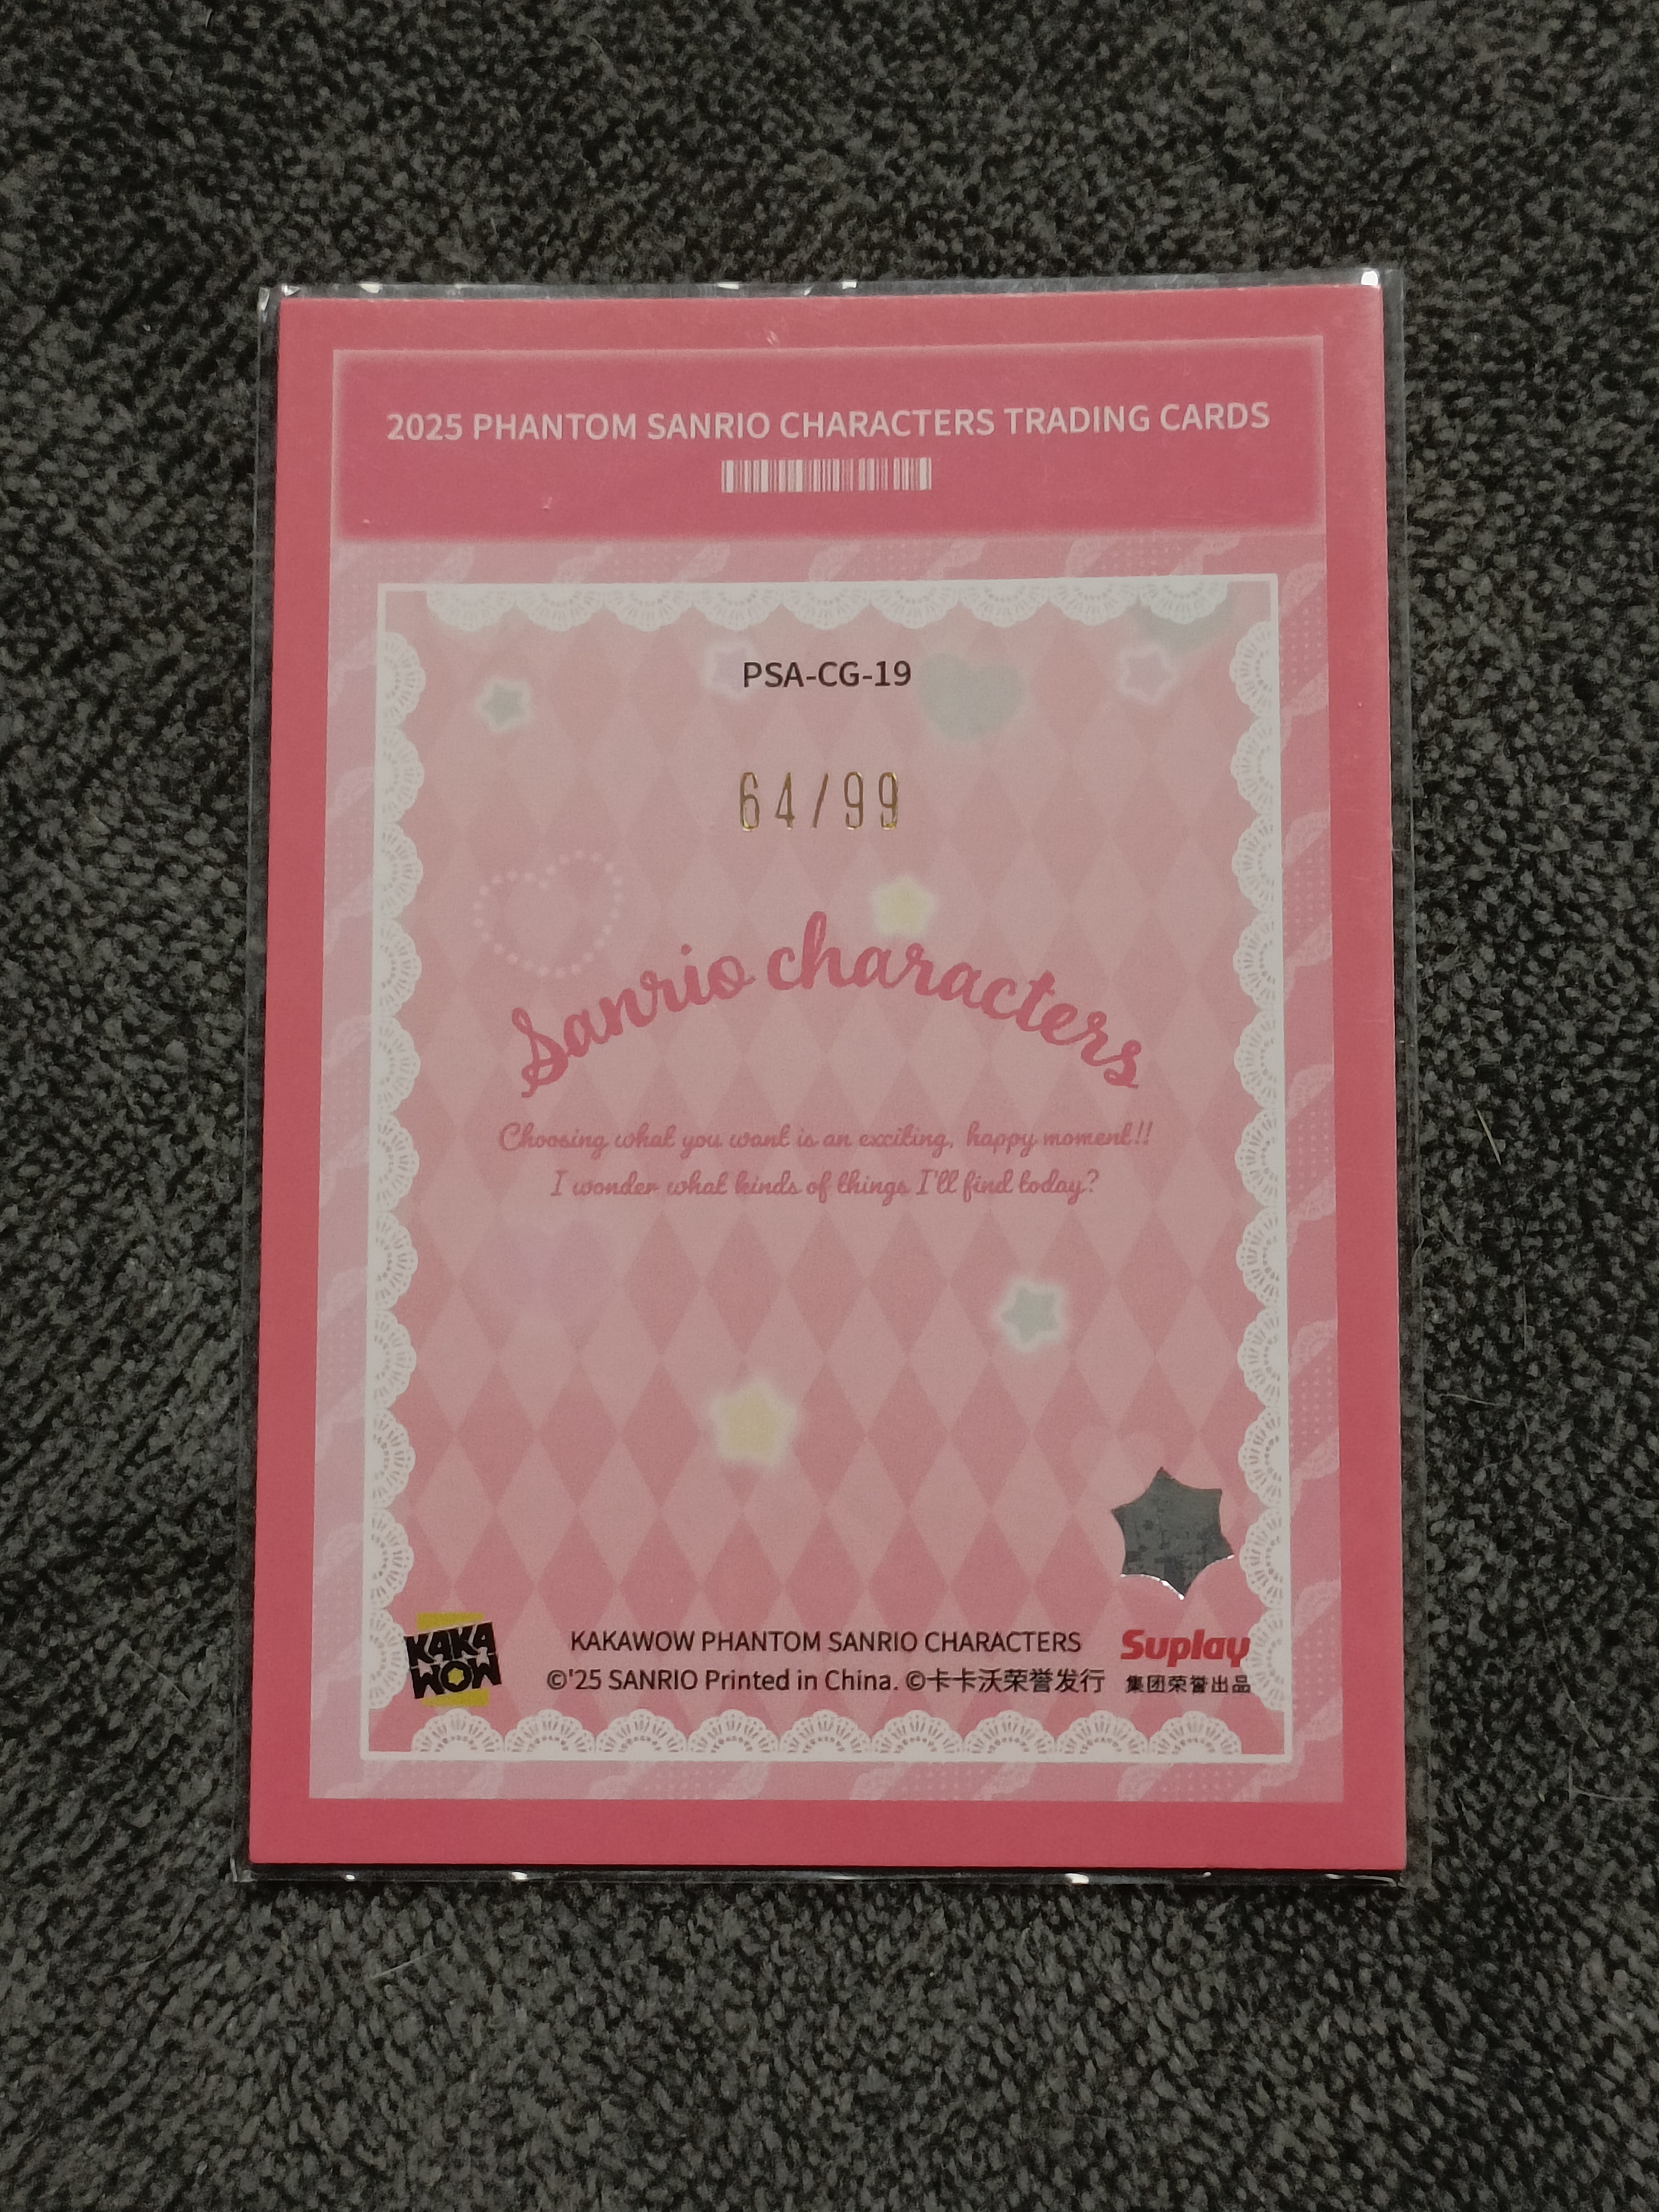 2025 PHANTOM SANRIO CHARACTERS TRADING CARDS
PSA-CG-19
64/99
Sanrio characters
Choosing what you want is an exciting, happy moment!!
I wonder what kinds of things I'll find today?
KAKA
WOW
KAKAWOW PHANTOM SANRIO CHARACTERS
©'25 SANRIO Printed in China. ©卡卡沃荣誉发行
Suplay
集团荣誉出品